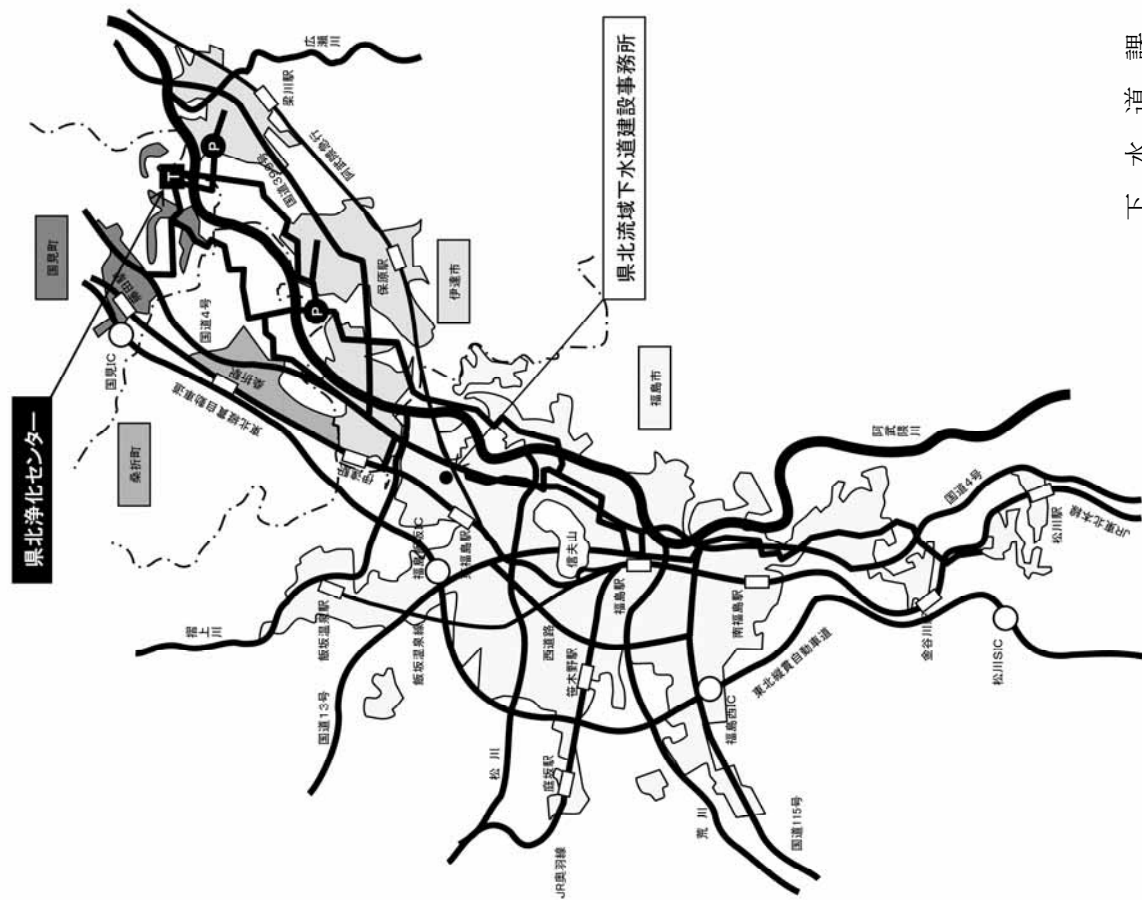 下水道課
県北浄化センター
国見町
桑折町
伊達市
福島市
県北流域下水道建設事務所
広瀬川
梁川駅
阿武隈急行
T
P
国道399号
藤田駅
国見IC
国道4号
P
保原駅
桑折駅
東北縦貫自動車道
伊達駅
摺上川
飯坂温泉駅
福島飯坂IC
東福島駅
飯坂温泉線
国道13号
信夫山
西道路
笹木野駅
福島駅
松川
庭坂駅
JR奥羽線
南福島駅
福島西IC
荒川
国道115号
東北縦貫自動車道
阿武隈川
国道4号
松川駅
JR東北本線
金谷川
松川SIC